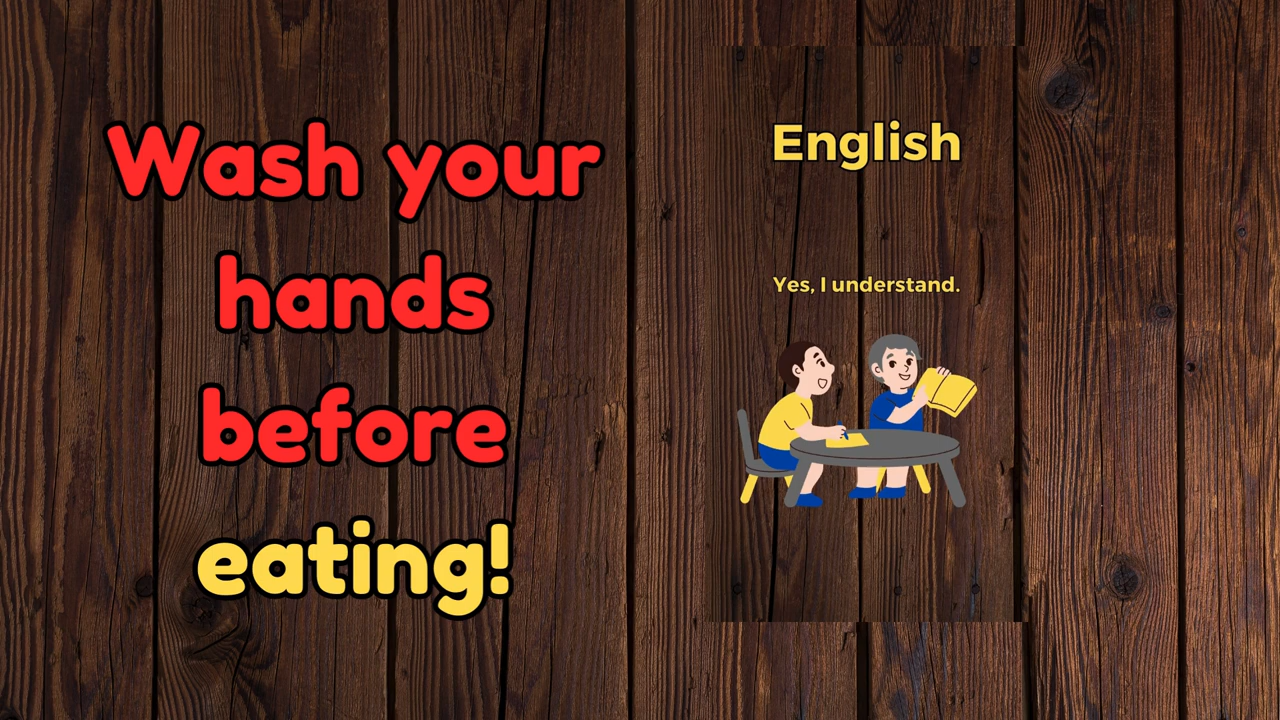 Wash your
hands
before
eating!
English
Yes, I understand.